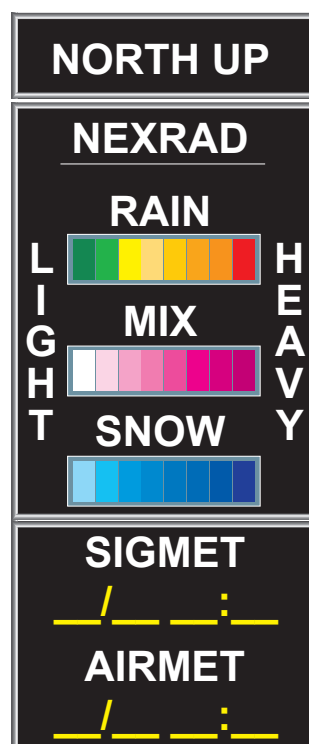 NORTH UP
NEXRAD
RAIN
LIGHT
HEAVY
MIX
SNOW
SIGMET
__/__ __:__
AIRMET
__/__ __:__